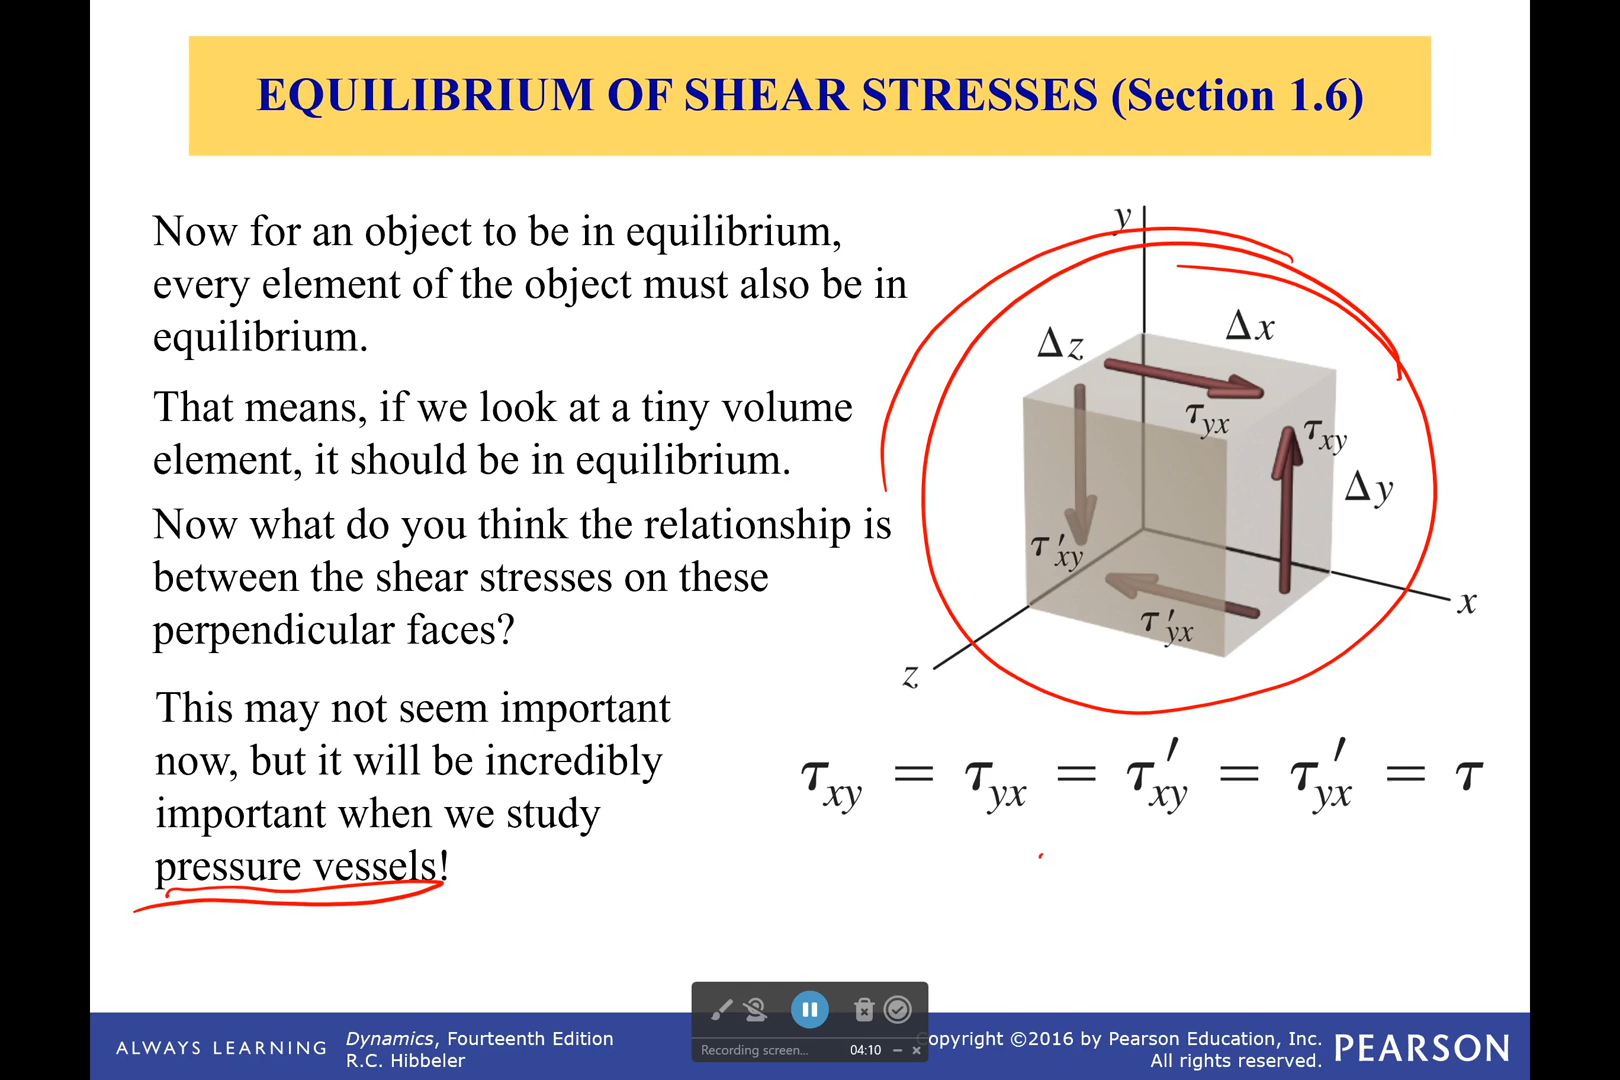 EQUILIBRIUM OF SHEAR STRESSES (Section 1.6)
Now for an object to be in equilibrium,
every element of the object must also be in
equilibrium.
That means, if we look at a tiny volume
element, it should be in equilibrium.
Now what do you think the relationship is
between the shear stresses on these
perpendicular faces?
This may not seem important
now, but it will be incredibly
important when we study
pressure vessels!
y
Δz
Δx
τyx
τxy
Δy
τ′xy
τ′yx
x
z
τxy = τyx = τ′xy = τ′yx = τ
Recording screen...
04:10
ALWAYS LEARNING
Dynamics, Fourteenth Edition
R.C. Hibbeler
opyright ©2016 by Pearson Education, Inc.
All rights reserved.
PEARSON